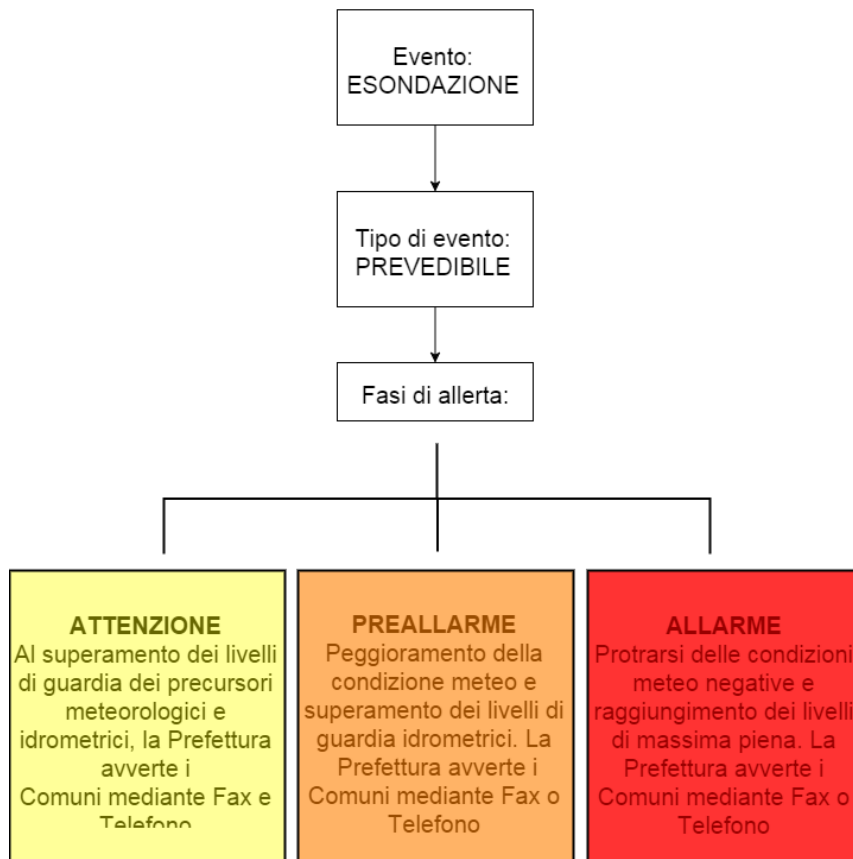 Evento:
ESONDAZIONE
Tipo di evento:
PREVEDIBILE
Fasi di allerta:
ATTENZIONE
Al superamento dei livelli
di guardia dei precursori
meteorologici e
idrometrici, la Prefettura
avverte i
Comuni mediante Fax e
Telefono
PREALLARME
Peggioramento della
condizione meteo e
superamento dei livelli di
guardia idrometrici. La
Prefettura avverte i
Comuni mediante Fax o
Telefono
ALLARME
Protrarsi delle condizioni
meteo negative e
raggiungimento dei livelli
di massima piena. La
Prefettura avverte i
Comuni mediante Fax o
Telefono